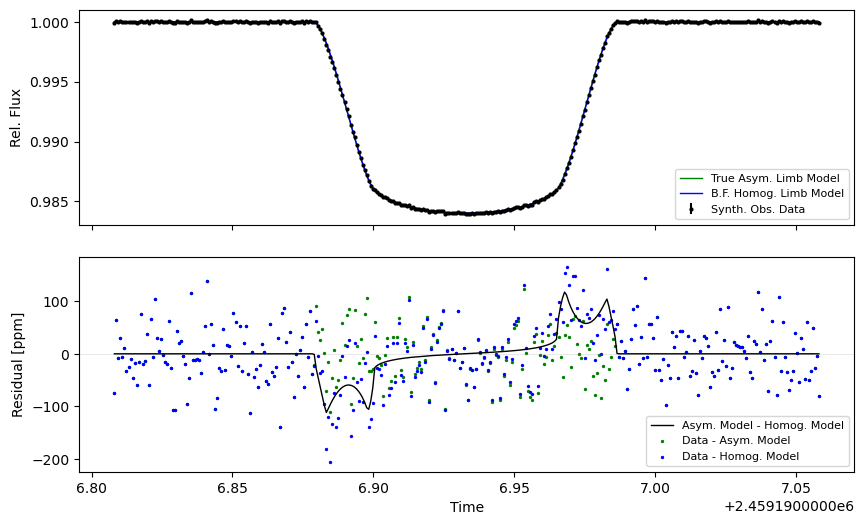 1.000
0.995
0.990
0.985
Rel. Flux
True Asym. Limb Model
B.F. Homog. Limb Model
Synth. Obs. Data
100
0
−100
−200
Residual [ppm]
Asym. Model - Homog. Model
Data - Asym. Model
Data - Homog. Model
6.80 6.85 6.90 6.95 7.00 7.05
Time
+2.4591900000e6